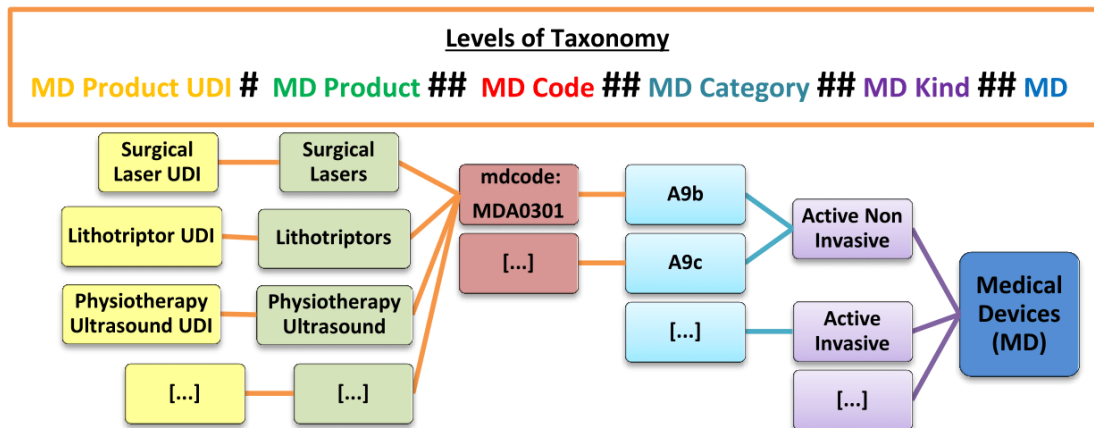 Levels of Taxonomy
MD Product UDI # MD Product ## MD Code ## MD Category ## MD Kind ## MD
Surgical
Laser UDI
Surgical
Lasers
mdcode:
MDA0301
A9b
Active Non
Invasive
Lithotriptor UDI
Lithotriptors
[...]
A9c
Medical
Devices
(MD)
Physiotherapy
Ultrasound UDI
Physiotherapy
Ultrasound
[...]
Active
Invasive
[...]
[...]
[...]